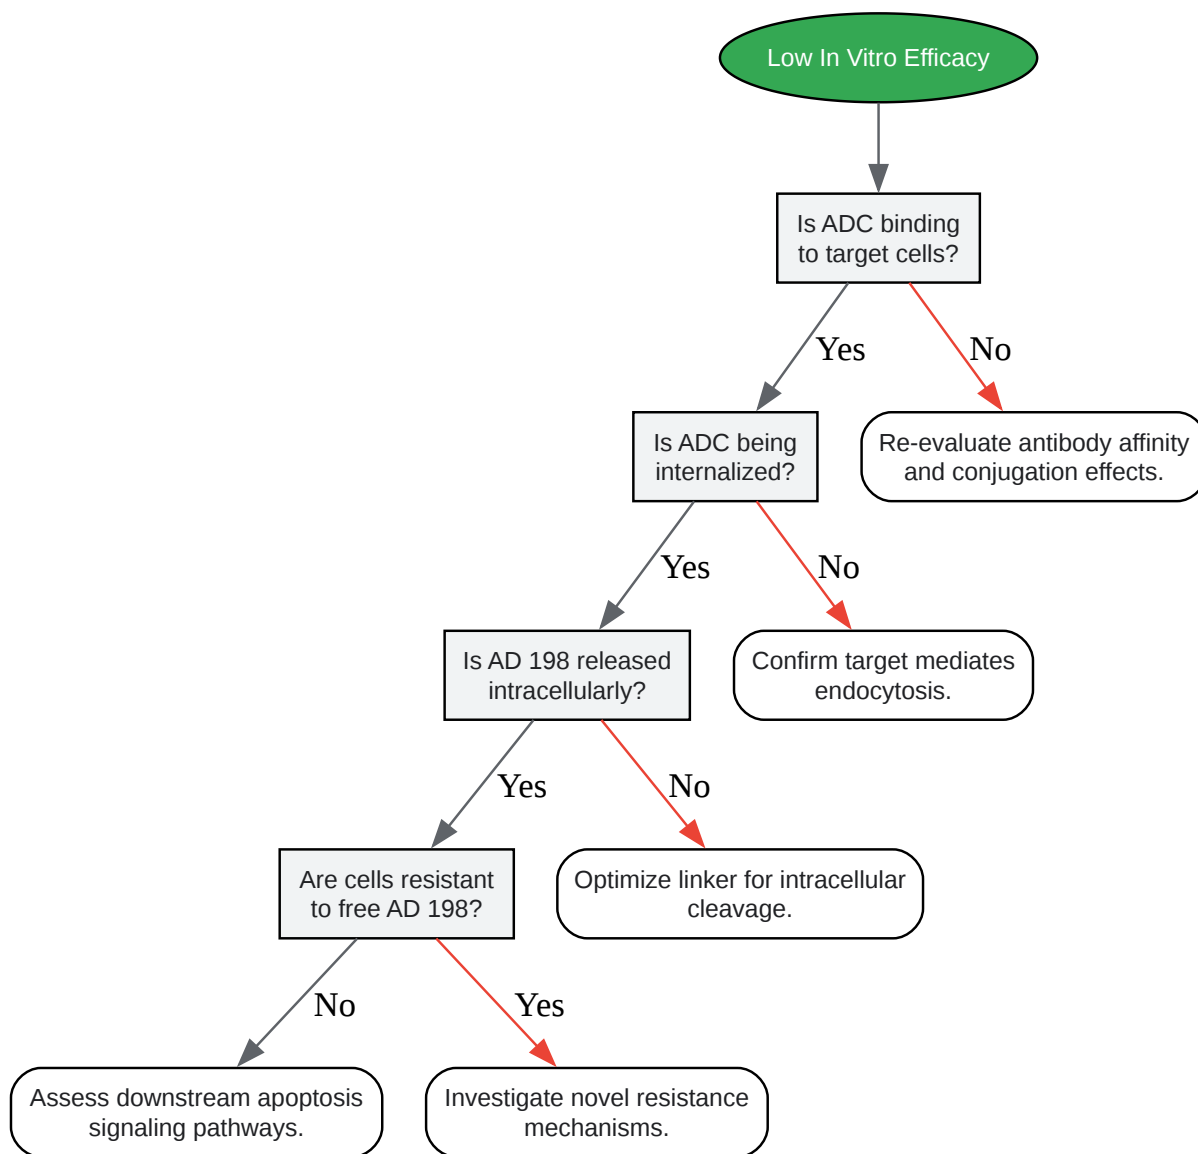 Low In Vitro Efficacy
Is ADC binding
to target cells?
Yes
No
Is ADC being
internalized?
Re-evaluate antibody affinity
and conjugation effects.
Yes
No
Is AD 198 released
intracellularly?
Confirm target mediates
endocytosis.
Yes
No
Are cells resistant
to free AD 198?
Optimize linker for intracellular
cleavage.
No
Yes
Assess downstream apoptosis
signaling pathways.
Investigate novel resistance
mechanisms.